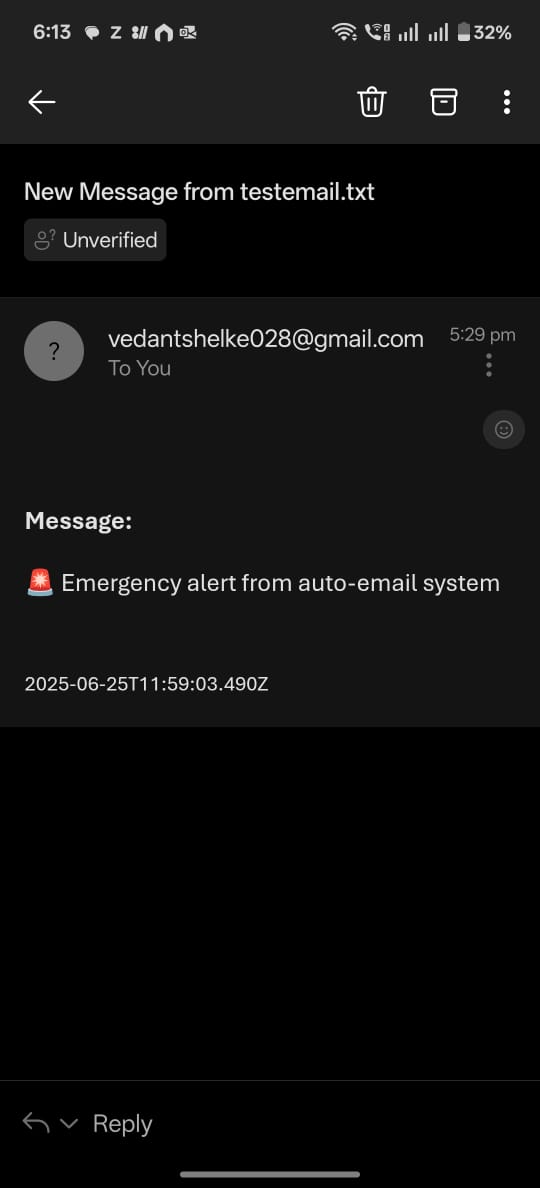 6:13 Z 32%
New Message from testemail.txt
Unverified
? vedantshelke028@gmail.com 5:29 pm
To You
Message:
🚨 Emergency alert from auto-email system
2025-06-25T11:59:03.490Z
Reply